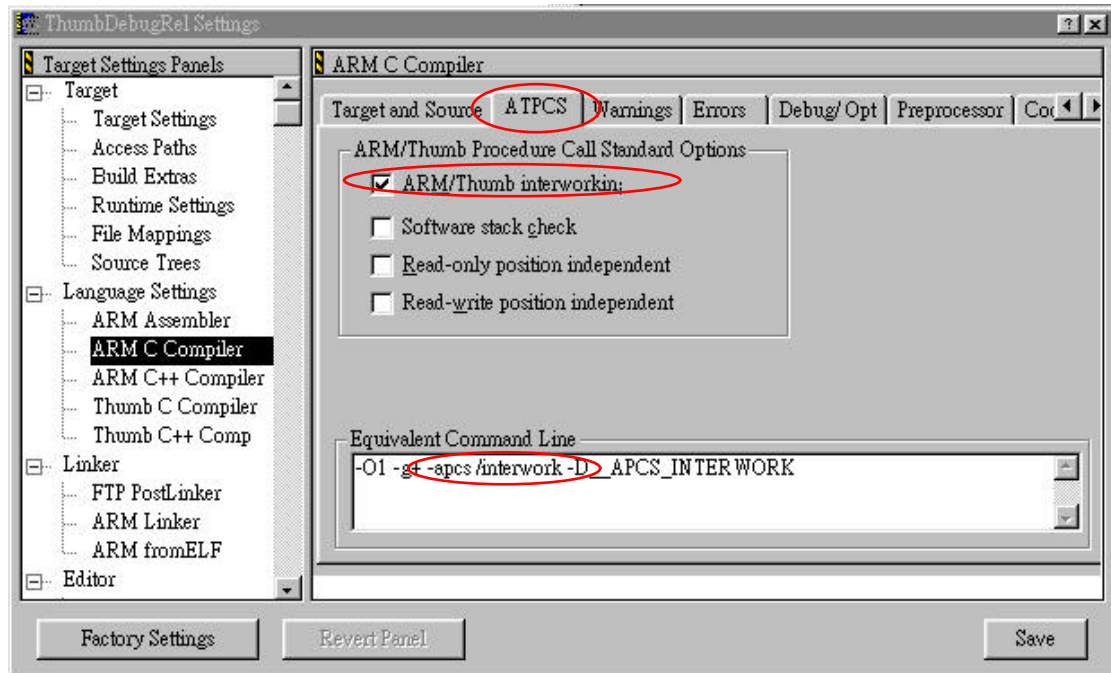 ThumbDebugRel Settings
Target Settings Panels
Target
Target Settings
Access Paths
Build Extras
Runtime Settings
File Mappings
Source Trees
Language Settings
ARM Assembler
ARM C Compiler
ARM C++ Compiler
Thumb C Compiler
Thumb C++ Comp
Linker
FTP PostLinker
ARM Linker
ARM fromELF
Editor
ARM C Compiler
Target and Source ATPCS Warnings Errors Debug/ Opt Preprocessor Co
ARM/Thumb Procedure Call Standard Options
ARM/Thumb interworkin
Software stack check
Read-only position independent
Read-write position independent
Equivalent Command Line
-O1 -g+ -apcs /interwork -D__APCS_INTERWORK
Factory Settings
Revert Panel
Save